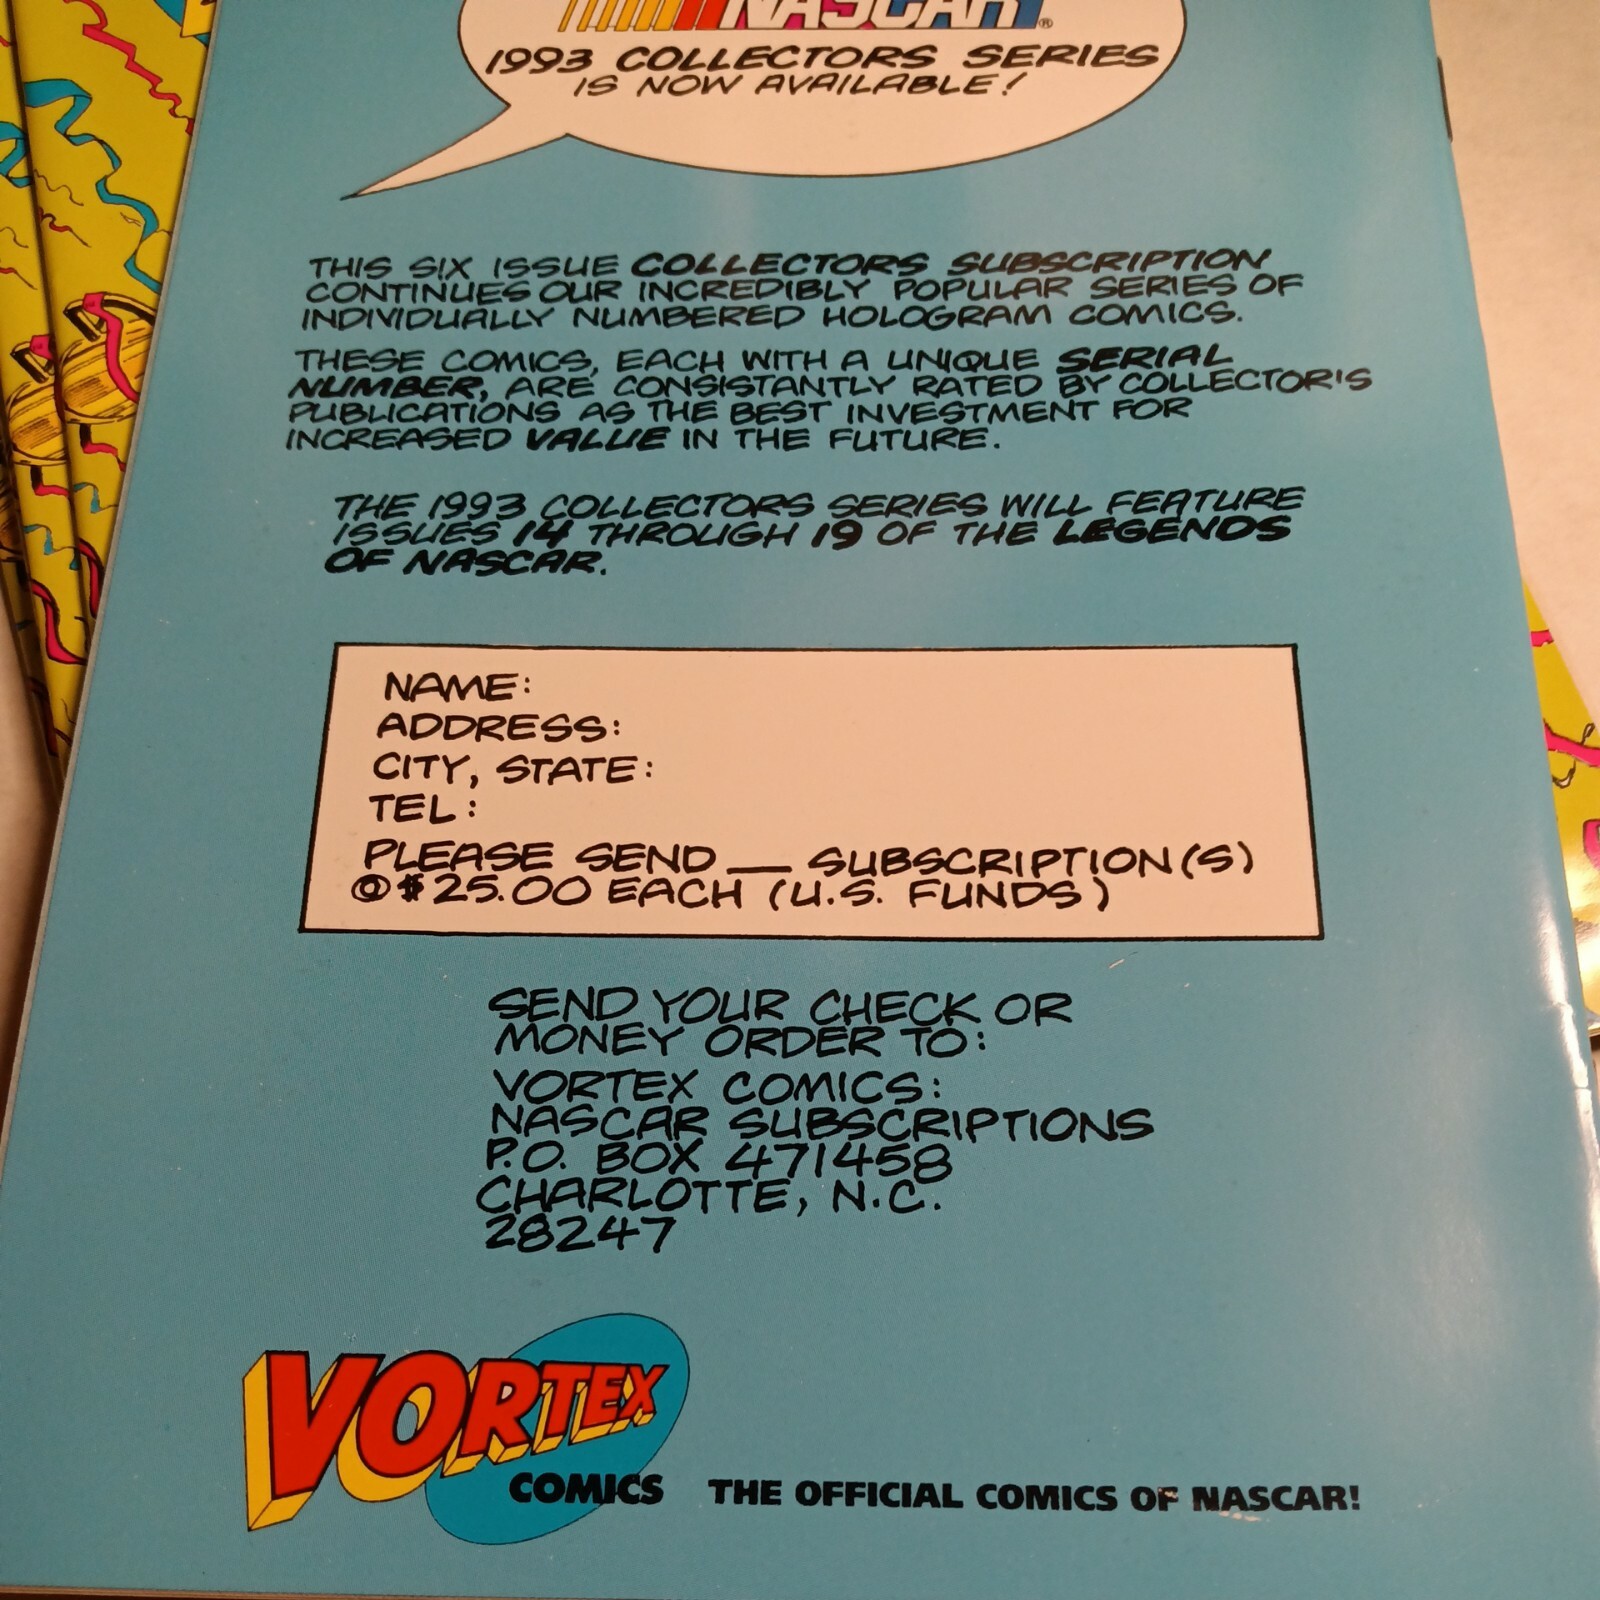 NASCAR®
1993 COLLECTORS SERIES
IS NOW AVAILABLE!
THIS SIX ISSUE COLLECTORS SUBSCRIPTION
CONTINUES OUR INCREDIBLY POPULAR SERIES OF
INDIVIDUALLY NUMBERED HOLOGRAM COMICS.
THESE COMICS, EACH WITH A UNIQUE SERIAL
NUMBER, ARE CONSISTANTLY RATED BY COLLECTOR'S
PUBLICATIONS AS THE BEST INVESTMENT FOR
INCREASED VALUE IN THE FUTURE.
THE 1993 COLLECTORS SERIES WILL FEATURE
ISSUES 14 THROUGH 19 OF THE LEGENDS
OF NASCAR.
NAME:
ADDRESS:
CITY, STATE:
TEL:
PLEASE SEND __ SUBSCRIPTION(S)
@ $25.00 EACH (U.S. FUNDS)
SEND YOUR CHECK OR
MONEY ORDER TO:
VORTEX COMICS:
NASCAR SUBSCRIPTIONS
P.O. BOX 471458
CHARLOTTE, N.C.
28247
VORTEX
COMICS THE OFFICIAL COMICS OF NASCAR!